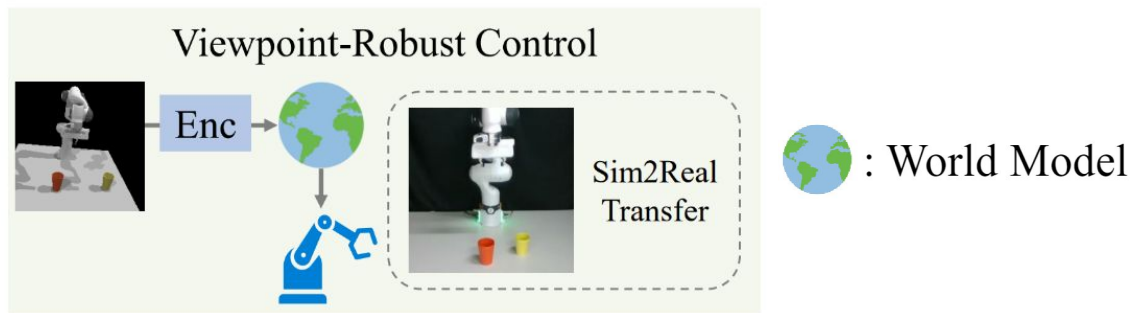 Viewpoint-Robust Control
Enc
Sim2Real
Transfer
: World Model